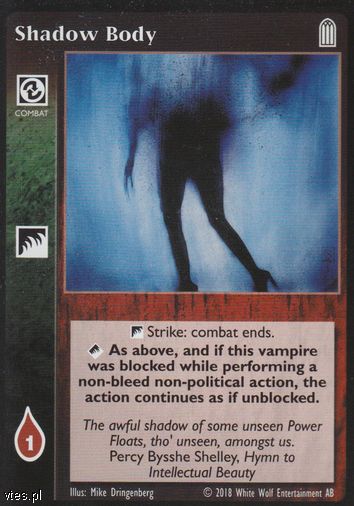 Shadow Body
COMBAT
Strike: combat ends.
As above, and if this vampire
was blocked while performing a
non-bleed non-political action, the
action continues as if unblocked.
The awful shadow of some unseen Power
Floats, tho' unseen, amongst us.
Percy Bysshe Shelley, Hymn to
Intellectual Beauty
1
Illus: Mike Dringenberg © 2018 White Wolf Entertainment AB
vtes.pl